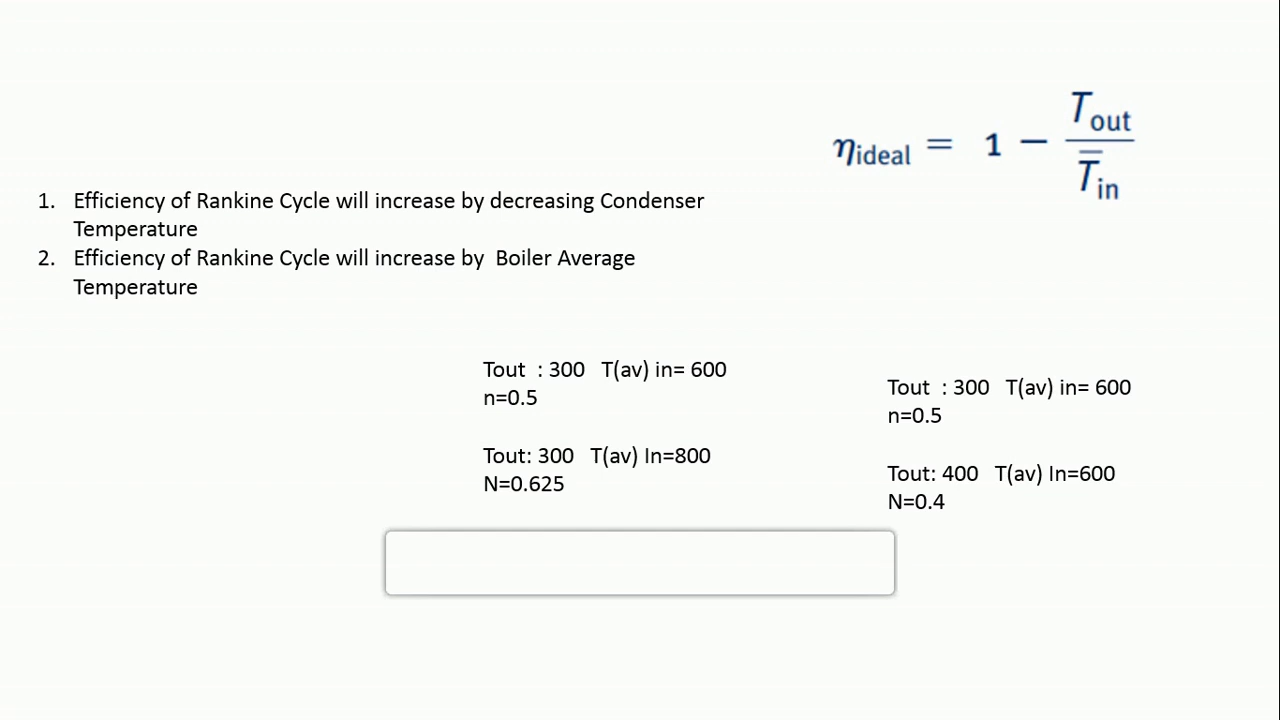 η_ideal = 1 − T_out / T̅_in
1. Efficiency of Rankine Cycle will increase by decreasing Condenser
Temperature
2. Efficiency of Rankine Cycle will increase by  Boiler Average
Temperature
Tout  : 300   T(av) in= 600
n=0.5
Tout: 300   T(av) In=800
N=0.625
Tout  : 300   T(av) in= 600
n=0.5
Tout: 400   T(av) In=600
N=0.4